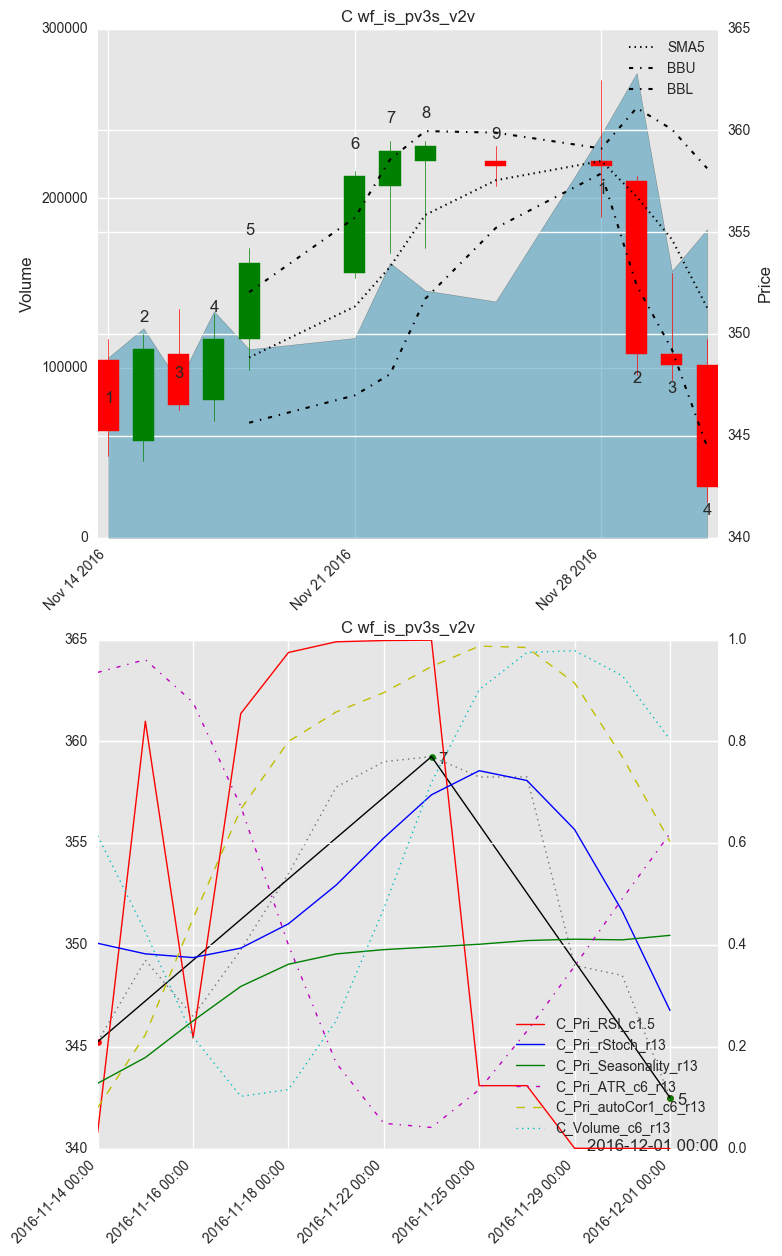 C wf_is_pv3s_v2v
300000
200000
100000
0
Volume
365
360
355
350
345
340
Price
SMA5
BBU
BBL
1
2
3
4
5
6
7
8
9
1
2
3
4
Nov 14 2016
Nov 21 2016
Nov 28 2016
C wf_is_pv3s_v2v
365
360
355
350
345
340
1.0
0.8
0.6
0.4
0.2
0.0
7
5
C_Pri_RSI_c1.5
C_Pri_rStoch_r13
C_Pri_Seasonality_r13
C_Pri_ATR_c6_r13
C_Pri_autoCor1_c6_r13
C_Volume_c6_r13
2016-12-01 00:00
2016-11-14 00:00
2016-11-16 00:00
2016-11-18 00:00
2016-11-22 00:00
2016-11-25 00:00
2016-11-29 00:00
2016-12-01 00:00